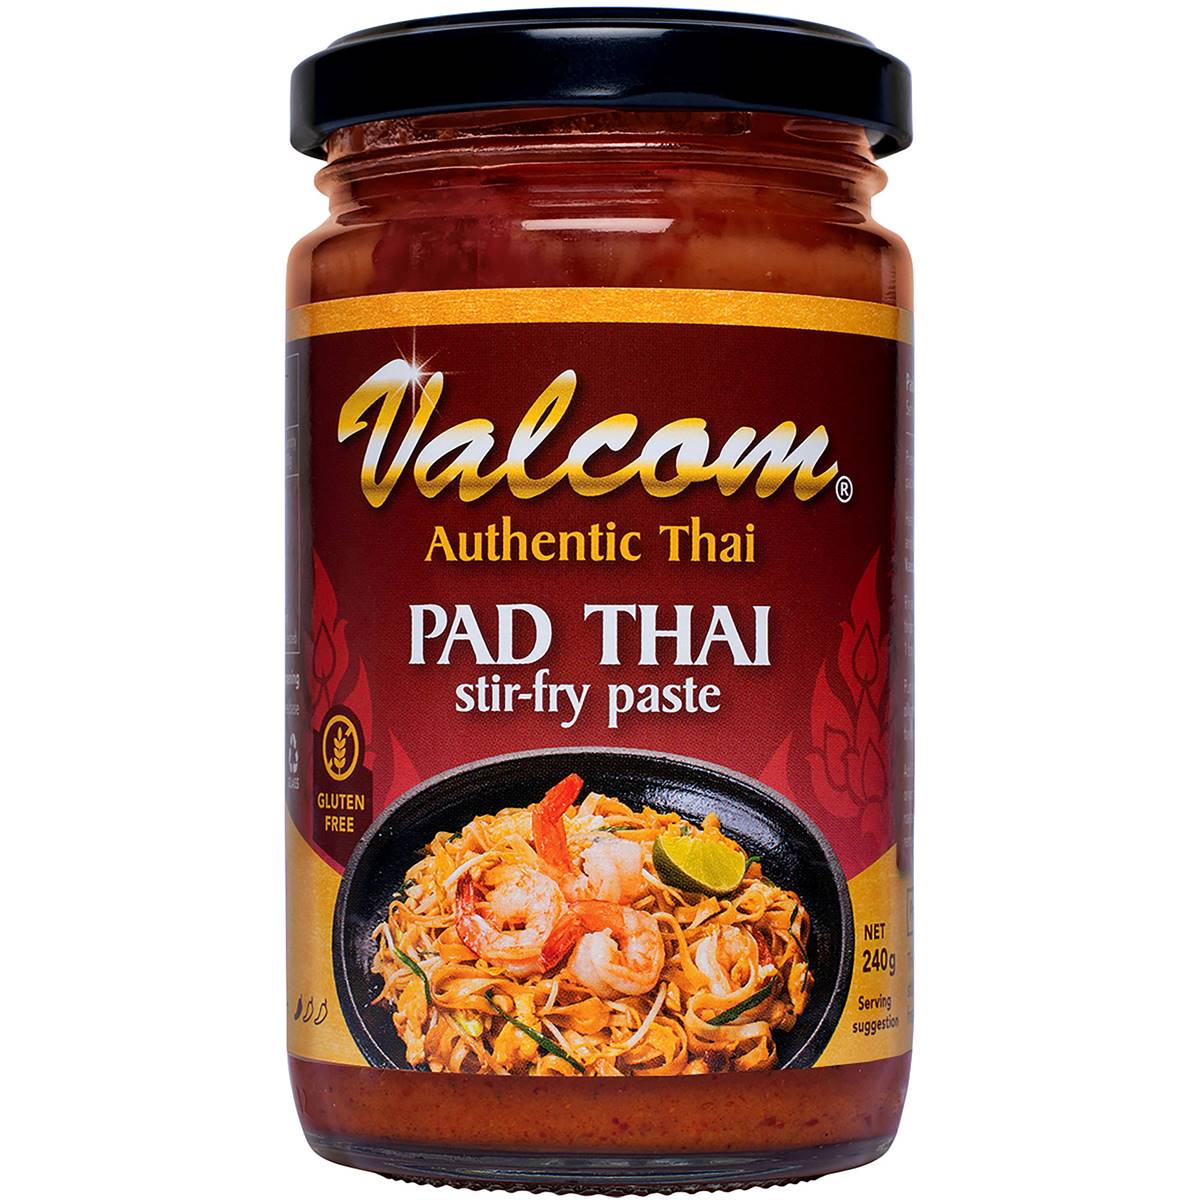 Valcom®
Authentic Thai
PAD THAI
stir-fry paste
GLUTEN
FREE
NET
240g
Serving
suggestion